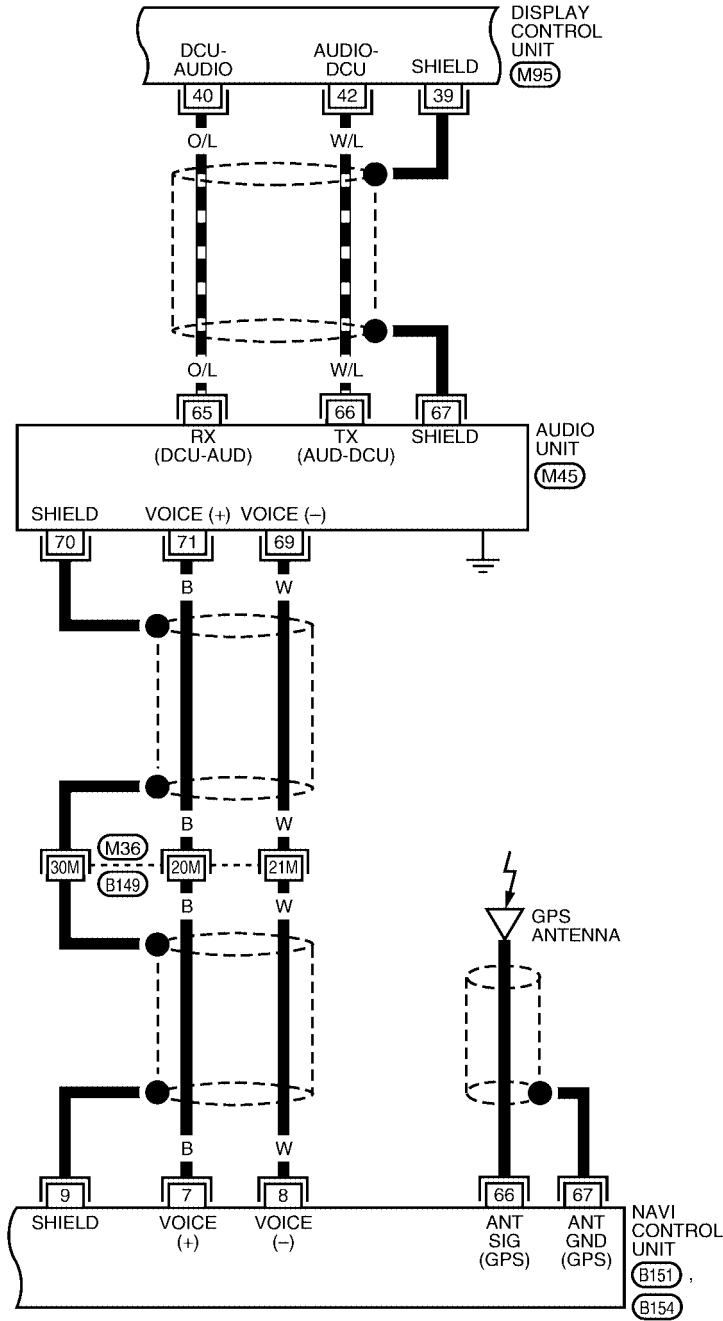 DISPLAY
CONTROL
UNIT
M95
DCU-
AUDIO
AUDIO-
DCU
SHIELD
40
42
39
O/L
W/L
O/L
W/L
65
66
67
RX
(DCU-AUD)
TX
(AUD-DCU)
SHIELD
AUDIO
UNIT
M45
SHIELD
VOICE (+)
VOICE (–)
70
71
69
B
W
B
W
M36
30M
20M
21M
B149
B
W
GPS
ANTENNA
B
W
9
7
8
66
67
SHIELD
VOICE
(+)
VOICE
(–)
ANT
SIG
(GPS)
ANT
GND
(GPS)
NAVI
CONTROL
UNIT
B151 ,
B154